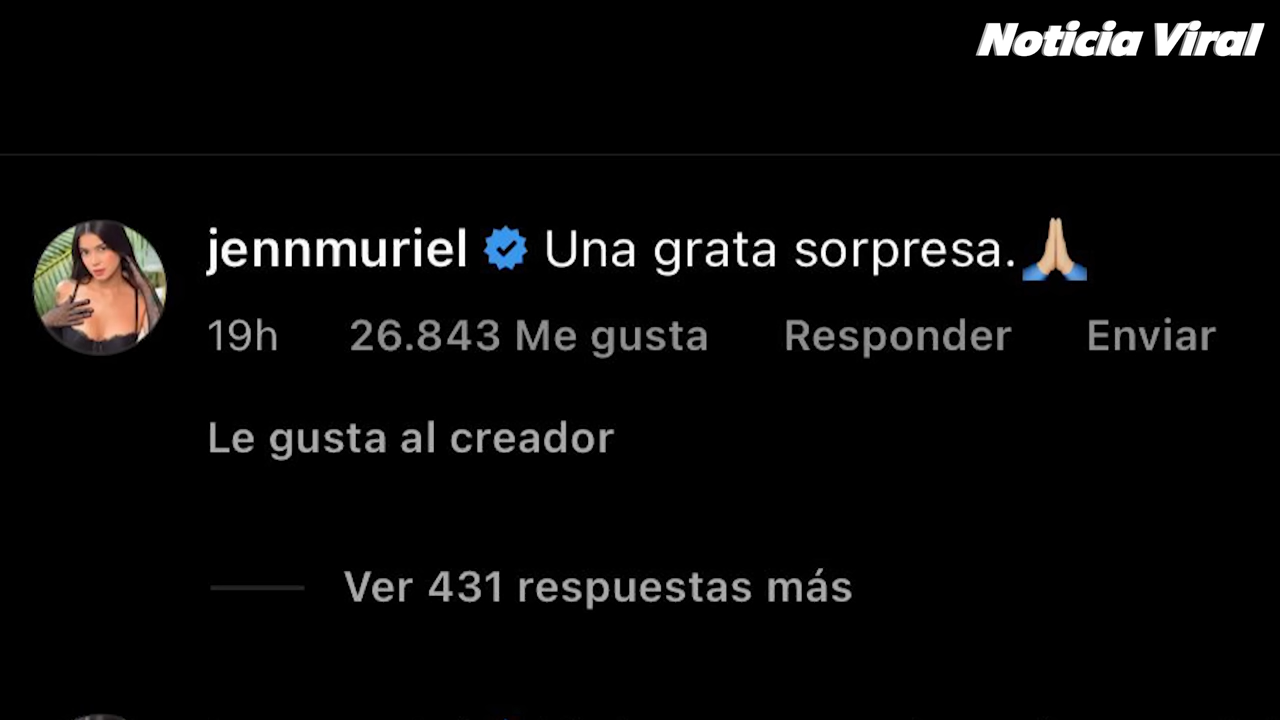 Noticia Viral
jennmuriel Una grata sorpresa.🙏🏼
19h 26.843 Me gusta Responder Enviar
Le gusta al creador
Ver 431 respuestas más